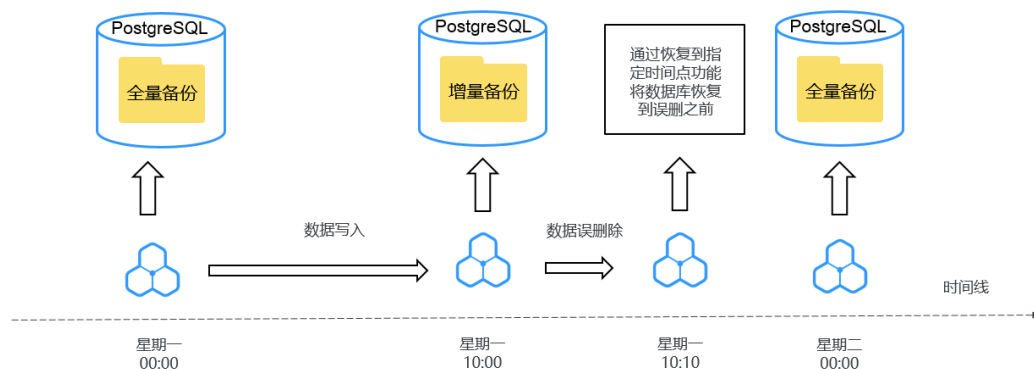 PostgreSQL
全量备份
PostgreSQL
增量备份
通过恢复到指
定时间点功能
将数据库恢复
到误删之前
PostgreSQL
全量备份
数据写入
数据误删除
时间线
星期一
00:00
星期一
10:00
星期一
10:10
星期二
00:00